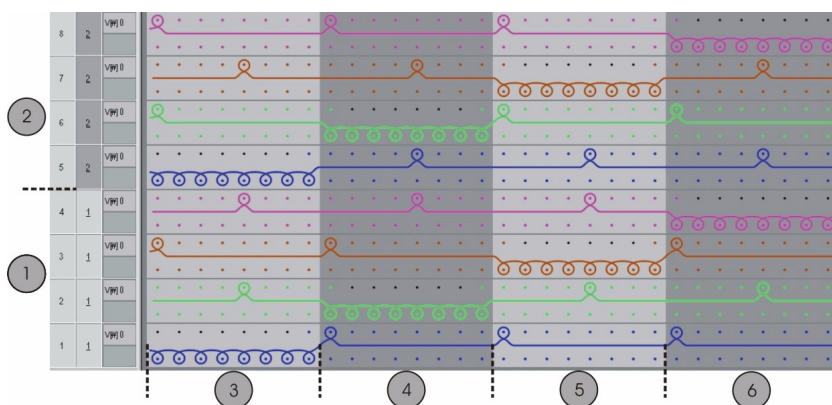 8 2 V[₩] 0
7 2 V[₩] 0
2
6 2 V[₩] 0
5 2 V[₩] 0
4 1 V[₩] 0
3 1 V[₩] 0
1
2 1 V[₩] 0
1 1 V[₩] 0
3 4 5 6